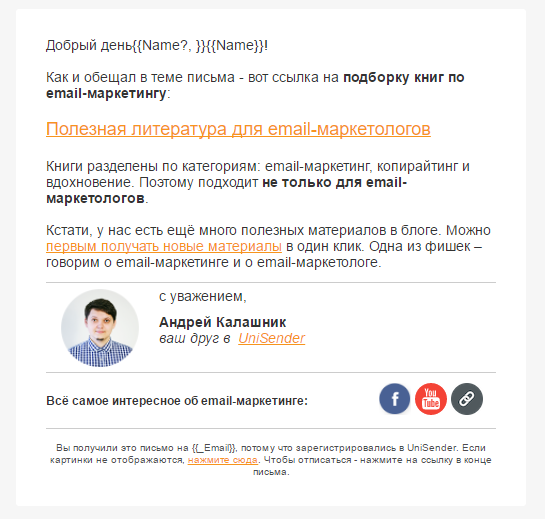 Добрый день{{Name?, }}{{Name}}!
Как и обещал в теме письма - вот ссылка на подборку книг по
email-маркетингу:
Полезная литература для email-маркетологов
Книги разделены по категориям: email-маркетинг, копирайтинг и
вдохновение. Поэтому подходит не только для email-
маркетологов.
Кстати, у нас есть ещё много полезных материалов в блоге. Можно
первым получать новые материалы в один клик. Одна из фишек –
говорим о email-маркетинге и о email-маркетологе.
с уважением,
Андрей Калашник
ваш друг в UniSender
Всё самое интересное об email-маркетинге:
f
You
Tube
Вы получили это письмо на {{_Email}}, потому что зарегистрировались в UniSender. Если
картинки не отображаются, нажмите сюда. Чтобы отписаться - нажмите на ссылку в конце
письма.